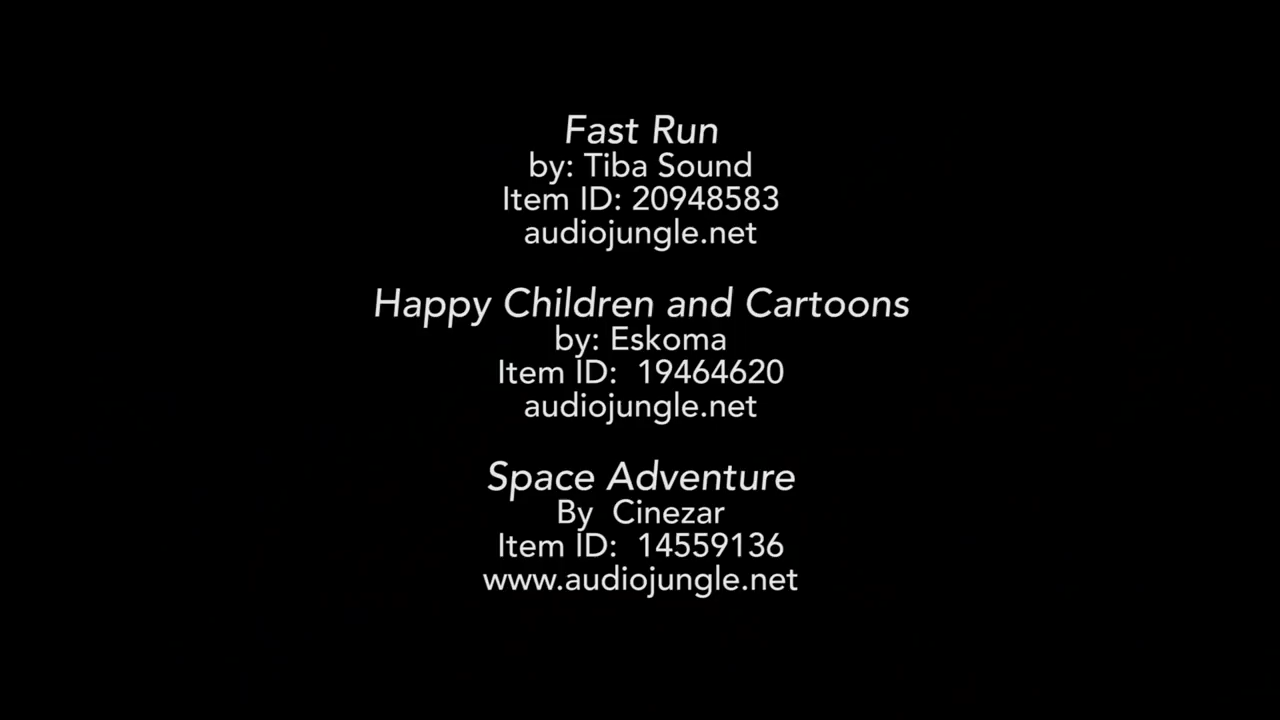 Fast Run
by: Tiba Sound
Item ID: 20948583
audiojungle.net
Happy Children and Cartoons
by: Eskoma
Item ID:  19464620
audiojungle.net
Space Adventure
By  Cinezar
Item ID:  14559136
www.audiojungle.net